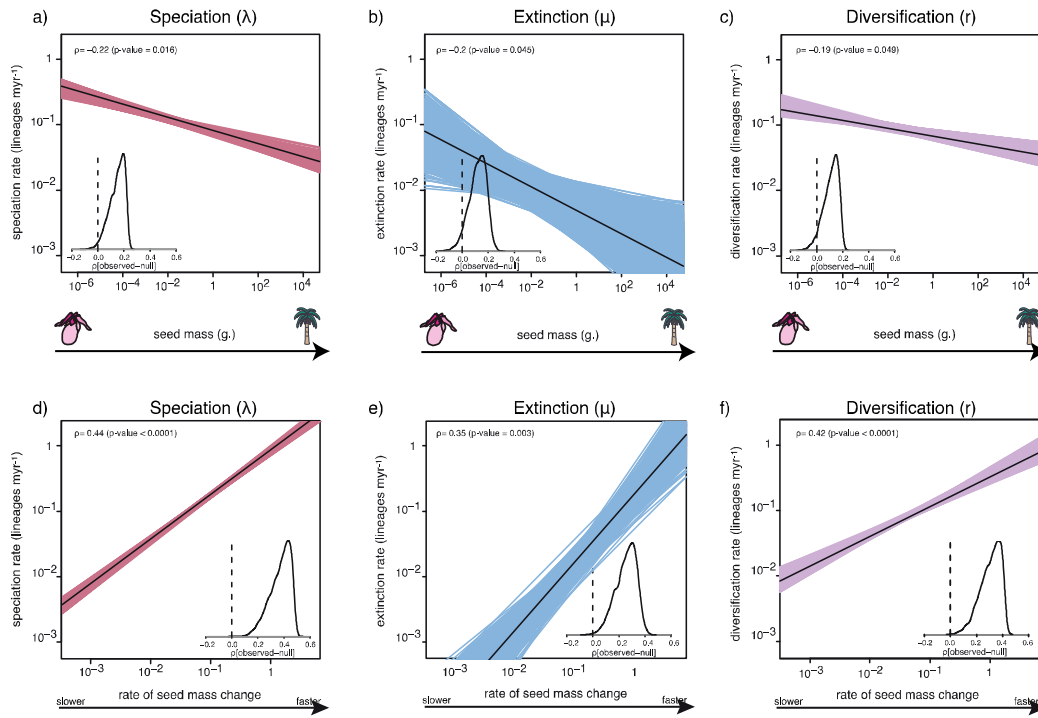 a)
Speciation (λ)
ρ= −0.22 (p-value = 0.016)
speciation rate (lineages myr⁻¹)
1
10⁻¹
10⁻²
10⁻³
−0.2 0.0 0.2 0.4 0.6
ρ[observed−null]
10⁻⁶ 10⁻⁴ 10⁻² 1 10² 10⁴
seed mass (g.)
b)
Extinction (μ)
ρ= −0.2 (p-value = 0.045)
extinction rate (lineages myr⁻¹)
1
10⁻¹
10⁻²
10⁻³
−0.2 0.0 0.2 0.4 0.6
ρ[observed−null]
10⁻⁶ 10⁻⁴ 10⁻² 1 10² 10⁴
seed mass (g.)
c)
Diversification (r)
ρ= −0.19 (p-value = 0.049)
diversification rate (lineages myr⁻¹)
1
10⁻¹
10⁻²
10⁻³
−0.2 0.0 0.2 0.4 0.6
ρ[observed−null]
10⁻⁶ 10⁻⁴ 10⁻² 1 10² 10⁴
seed mass (g.)
d)
Speciation (λ)
ρ= 0.44 (p-value < 0.0001)
speciation rate (lineages myr⁻¹)
1
10⁻¹
10⁻²
10⁻³
−0.2 0.0 0.2 0.4 0.6
ρ[observed−null]
10⁻³ 10⁻² 10⁻¹ 1
rate of seed mass change
slower faster
e)
Extinction (μ)
ρ= 0.35 (p-value = 0.003)
extinction rate (lineages myr⁻¹)
1
10⁻¹
10⁻²
10⁻³
−0.2 0.0 0.2 0.4 0.6
ρ[observed−null]
10⁻³ 10⁻² 10⁻¹ 1
rate of seed mass change
slower faster
f)
Diversification (r)
ρ= 0.42 (p-value < 0.0001)
diversification rate (lineages myr⁻¹)
1
10⁻¹
10⁻²
10⁻³
−0.2 0.0 0.2 0.4 0.6
ρ[observed−null]
10⁻³ 10⁻² 10⁻¹ 1
rate of seed mass change
slower faster